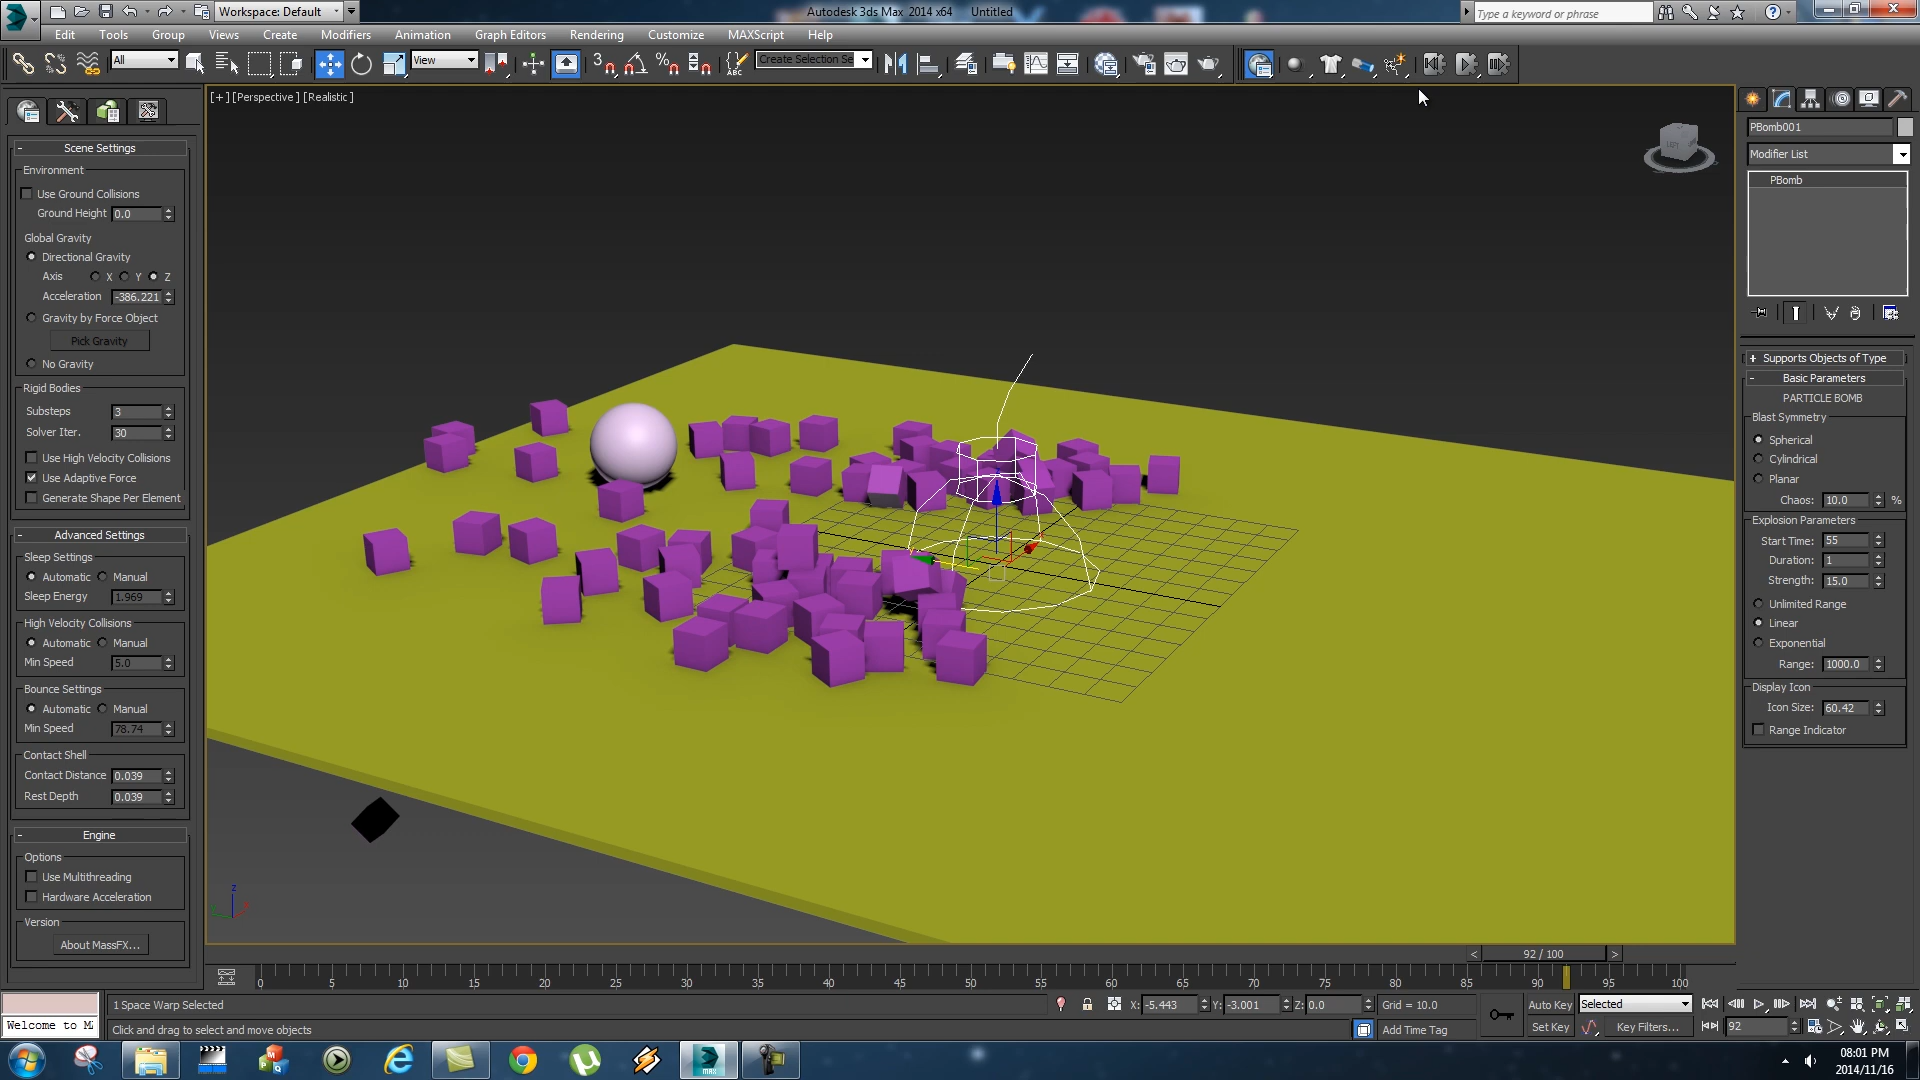 Workspace: Default
Autodesk 3ds Max 2014 x64 Untitled
Type a keyword or phrase
Edit Tools Group Views Create Modifiers Animation Graph Editors Rendering Customize MAXScript Help
All
View
Create Selection Se
[+] [Perspective] [Realistic]
- Scene Settings
Environment
Use Ground Collisions
Ground Height 0.0
Global Gravity
Directional Gravity
Axis X Y Z
Acceleration -386.221
Gravity by Force Object
Pick Gravity
No Gravity
Rigid Bodies
Substeps 3
Solver Iter. 30
Use High Velocity Collisions
Use Adaptive Force
Generate Shape Per Element
- Advanced Settings
Sleep Settings
Automatic Manual
Sleep Energy 1.969
High Velocity Collisions
Automatic Manual
Min Speed 5.0
Bounce Settings
Automatic Manual
Min Speed 78.74
Contact Shell
Contact Distance 0.039
Rest Depth 0.039
- Engine
Options
Use Multithreading
Hardware Acceleration
Version
About MassFX...
z
PBomb001
Modifier List
PBomb
+ Supports Objects of Type
- Basic Parameters
PARTICLE BOMB
Blast Symmetry
Spherical
Cylindrical
Planar
Chaos: 10.0 %
Explosion Parameters
Start Time: 55
Duration: 1
Strength: 15.0
Unlimited Range
Linear
Exponential
Range: 1000.0
Display Icon
Icon Size: 60.42
Range Indicator
< 92 / 100 >
0 5 10 15 20 25 30 35 40 45 50 55 60 65 70 75 80 85 90 95 100
1 Space Warp Selected
X: -5.443 Y: -3.001 Z: 0.0 Grid = 10.0
Auto Key Selected
Welcome to M
Click and drag to select and move objects
Add Time Tag
Set Key Key Filters... 92
MAX
08:01 PM
2014/11/16